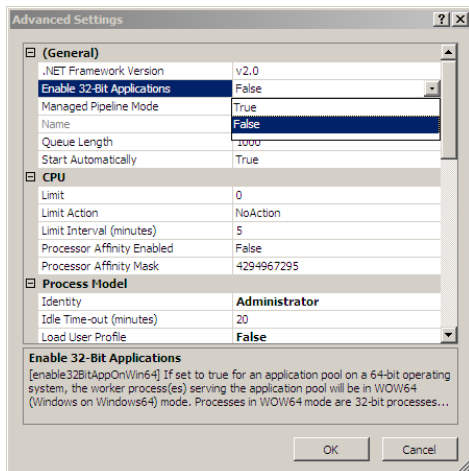 Advanced Settings
(General)
.NET Framework Version v2.0
Enable 32-Bit Applications False
Managed Pipeline Mode True
Name False
Queue Length 1000
Start Automatically True
CPU
Limit 0
Limit Action NoAction
Limit Interval (minutes) 5
Processor Affinity Enabled False
Processor Affinity Mask 4294967295
Process Model
Identity Administrator
Idle Time-out (minutes) 20
Load User Profile False
Enable 32-Bit Applications
[enable32BitAppOnWin64] If set to true for an application pool on a 64-bit operating
system, the worker process(es) serving the application pool will be in WOW64
(Windows on Windows64) mode. Processes in WOW64 mode are 32-bit processes...
OK Cancel